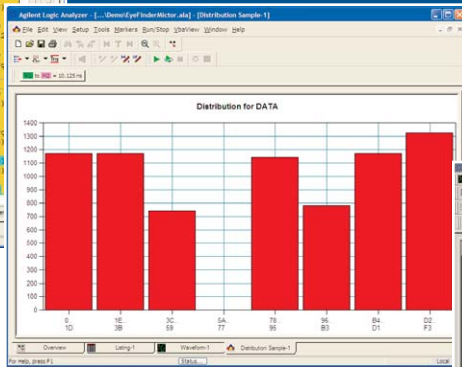 Agilent Logic Analyzer - [...\Demo\EyeFinderMictor.ala] - [Distribution Sample-1]
File Edit View Setup Tools Markers Run/Stop VbaView Window Help
M1 to M2 = 10.125 ns
Distribution for DATA
1400
1300
1200
1100
1000
900
800
700
600
500
400
300
200
100
0
0.. 1E.. 3C.. 5A.. 78.. 96.. B4.. D2..
1D 3B 59 77 95 B3 D1 F3
Overview Listing-1 Waveform-1 Distribution Sample-1
For Help, press F1 Status... Local